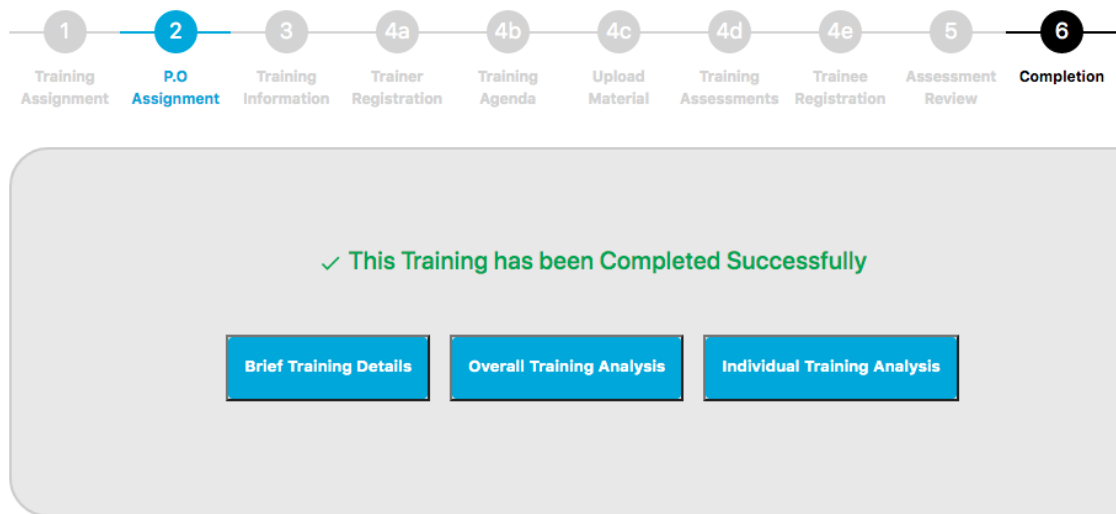 1 2 3 4a 4b 4c 4d 4e 5 6
Training P.O Training Trainer Training Upload Training Trainee Assessment Completion
Assignment Assignment Information Registration Agenda Material Assessments Registration Review
✓ This Training has been Completed Successfully
Brief Training Details Overall Training Analysis Individual Training Analysis